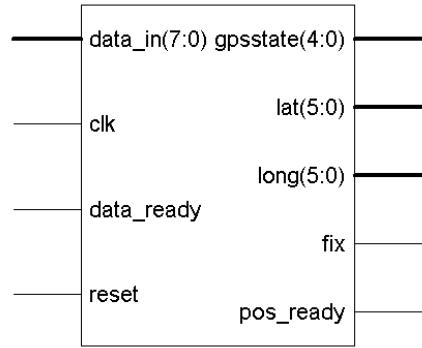 data_in(7:0) gpsstate(4:0)
lat(5:0)
clk
long(5:0)
data_ready
fix
reset
pos_ready